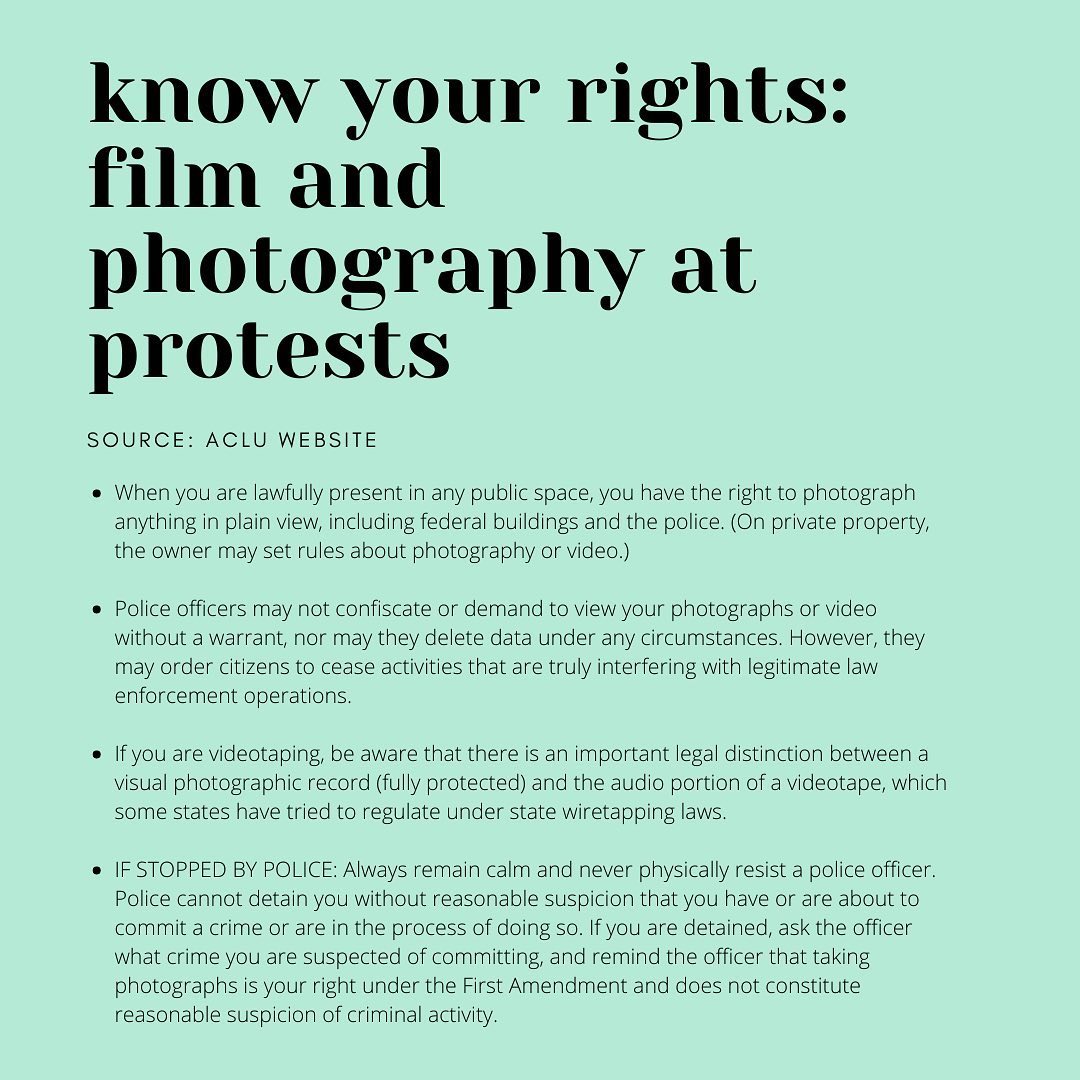 know your rights:
film and
photography at
protests
SOURCE: ACLU WEBSITE
• When you are lawfully present in any public space, you have the right to photograph
anything in plain view, including federal buildings and the police. (On private property,
the owner may set rules about photography or video.)
• Police officers may not confiscate or demand to view your photographs or video
without a warrant, nor may they delete data under any circumstances. However, they
may order citizens to cease activities that are truly interfering with legitimate law
enforcement operations.
• If you are videotaping, be aware that there is an important legal distinction between a
visual photographic record (fully protected) and the audio portion of a videotape, which
some states have tried to regulate under state wiretapping laws.
• IF STOPPED BY POLICE: Always remain calm and never physically resist a police officer.
Police cannot detain you without reasonable suspicion that you have or are about to
commit a crime or are in the process of doing so. If you are detained, ask the officer
what crime you are suspected of committing, and remind the officer that taking
photographs is your right under the First Amendment and does not constitute
reasonable suspicion of criminal activity.